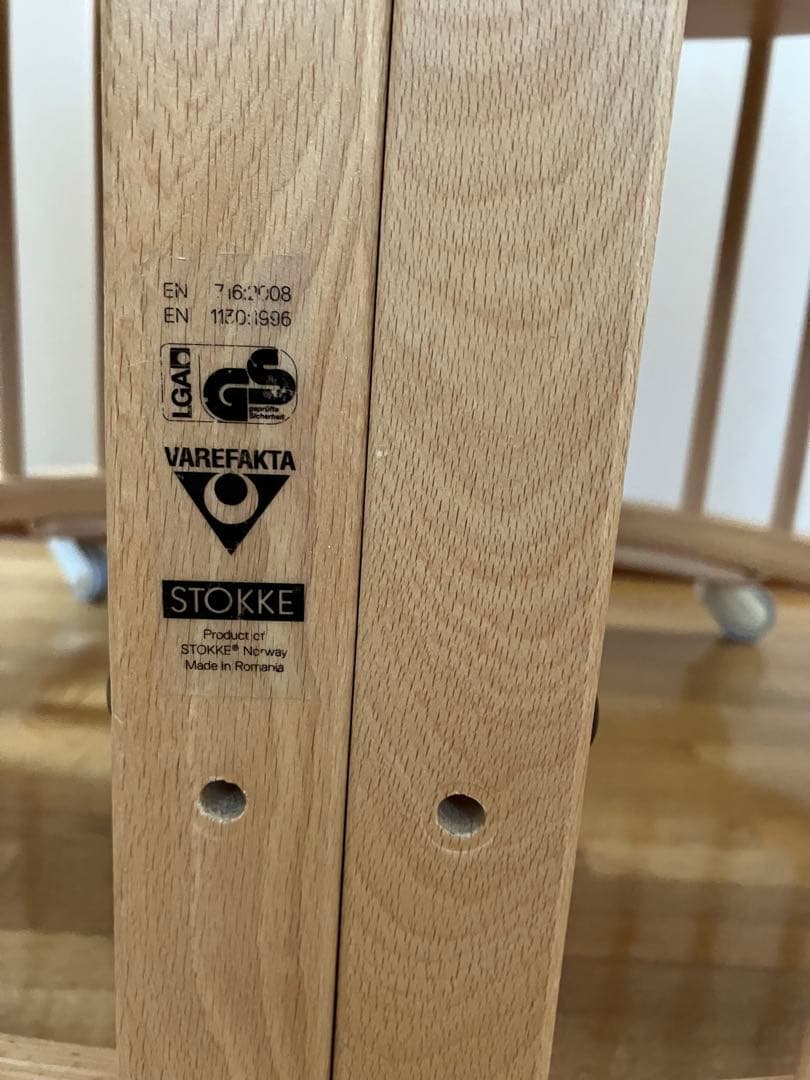 EN 716:2008
EN 1130:1996
LGA
GS
geprüfte
Sicherheit
VAREFAKTA
STOKKE
Product of
STOKKE® Norway
Made in Romania